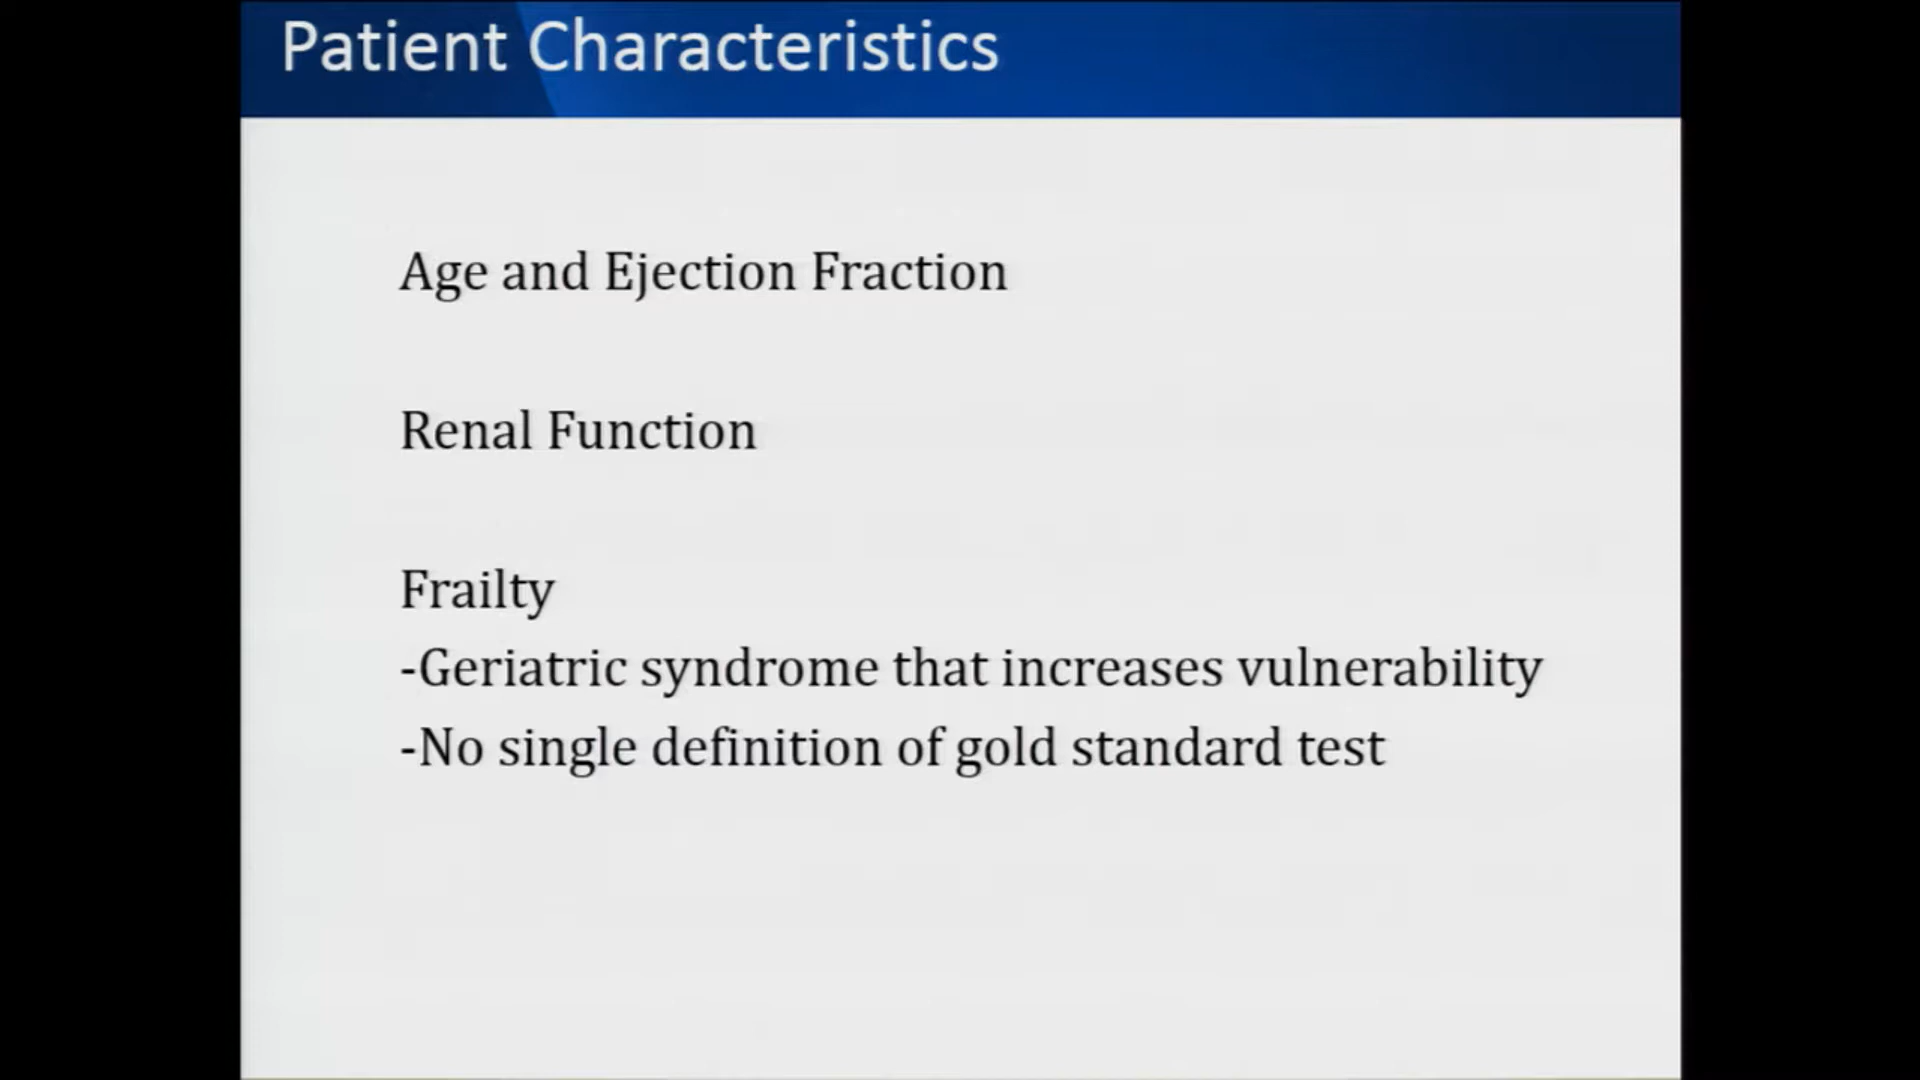 Patient Characteristics
Age and Ejection Fraction
Renal Function
Frailty
-Geriatric syndrome that increases vulnerability
-No single definition of gold standard test